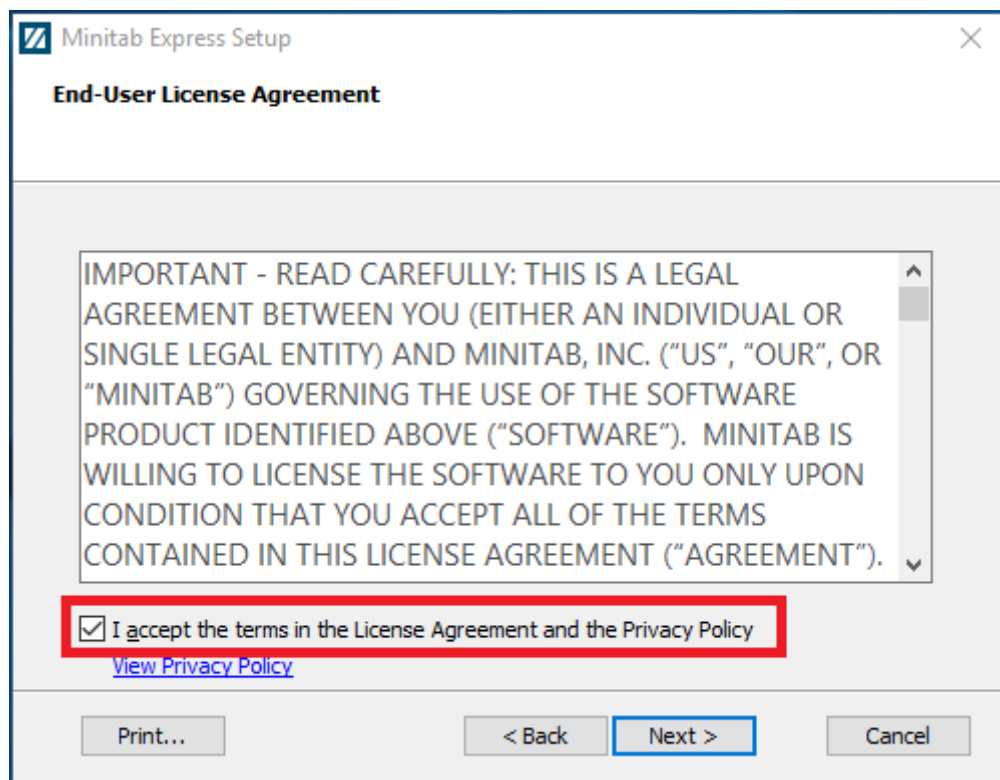 Minitab Express Setup
End-User License Agreement
IMPORTANT - READ CAREFULLY: THIS IS A LEGAL
AGREEMENT BETWEEN YOU (EITHER AN INDIVIDUAL OR
SINGLE LEGAL ENTITY) AND MINITAB, INC. (“US”, “OUR”, OR
“MINITAB”) GOVERNING THE USE OF THE SOFTWARE
PRODUCT IDENTIFIED ABOVE (“SOFTWARE”).  MINITAB IS
WILLING TO LICENSE THE SOFTWARE TO YOU ONLY UPON
CONDITION THAT YOU ACCEPT ALL OF THE TERMS
CONTAINED IN THIS LICENSE AGREEMENT (“AGREEMENT”).
I accept the terms in the License Agreement and the Privacy Policy
View Privacy Policy
Print... < Back Next > Cancel